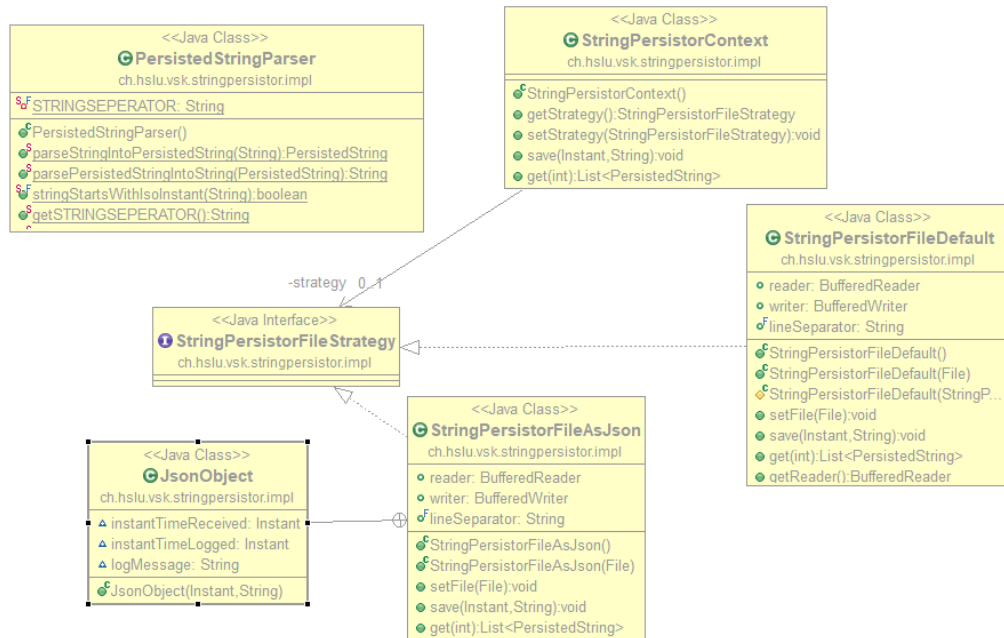 <<Java Class>>
PersistedStringParser
ch.hslu.vsk.stringpersistor.impl
STRINGSEPERATOR: String
PersistedStringParser()
parseStringIntoPersistedString(String):PersistedString
parsePersistedStringIntoString(PersistedString):String
stringStartsWithIsoInstant(String):boolean
getSTRINGSEPERATOR():String
<<Java Class>>
StringPersistorContext
ch.hslu.vsk.stringpersistor.impl
StringPersistorContext()
getStrategy():StringPersistorFileStrategy
setStrategy(StringPersistorFileStrategy):void
save(Instant,String):void
get(int):List<PersistedString>
-strategy 0..1
<<Java Interface>>
StringPersistorFileStrategy
ch.hslu.vsk.stringpersistor.impl
<<Java Class>>
StringPersistorFileDefault
ch.hslu.vsk.stringpersistor.impl
reader: BufferedReader
writer: BufferedWriter
lineSeparator: String
StringPersistorFileDefault()
StringPersistorFileDefault(File)
StringPersistorFileDefault(StringP...
setFile(File):void
save(Instant,String):void
get(int):List<PersistedString>
getReader():BufferedReader
<<Java Class>>
JsonObject
ch.hslu.vsk.stringpersistor.impl
instantTimeReceived: Instant
instantTimeLogged: Instant
logMessage: String
JsonObject(Instant,String)
<<Java Class>>
StringPersistorFileAsJson
ch.hslu.vsk.stringpersistor.impl
reader: BufferedReader
writer: BufferedWriter
lineSeparator: String
StringPersistorFileAsJson()
StringPersistorFileAsJson(File)
setFile(File):void
save(Instant,String):void
get(int):List<PersistedString>